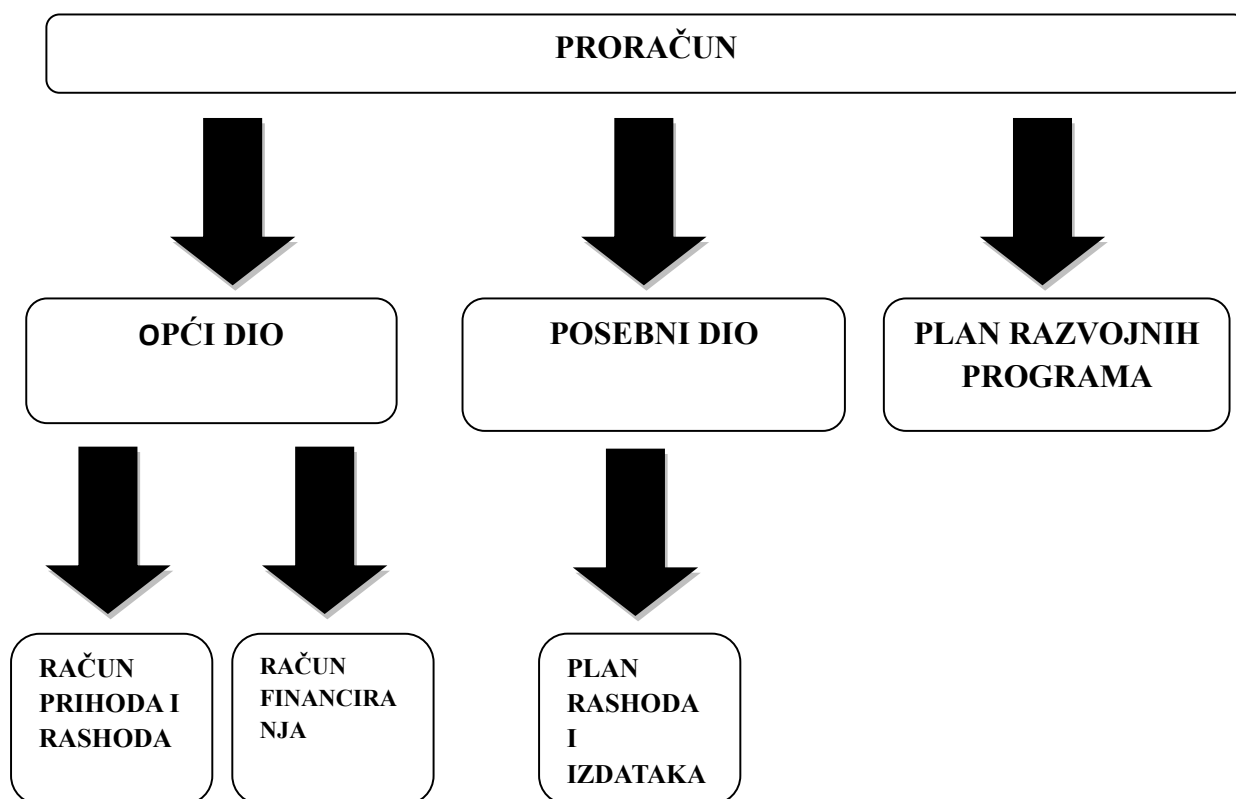 PRORAČUN
OPĆI DIO
POSEBNI DIO
PLAN RAZVOJNIH
PROGRAMA
RAČUN
PRIHODA I
RASHODA
RAČUN
FINANCIRA
NJA
PLAN
RASHODA
I
IZDATAKA